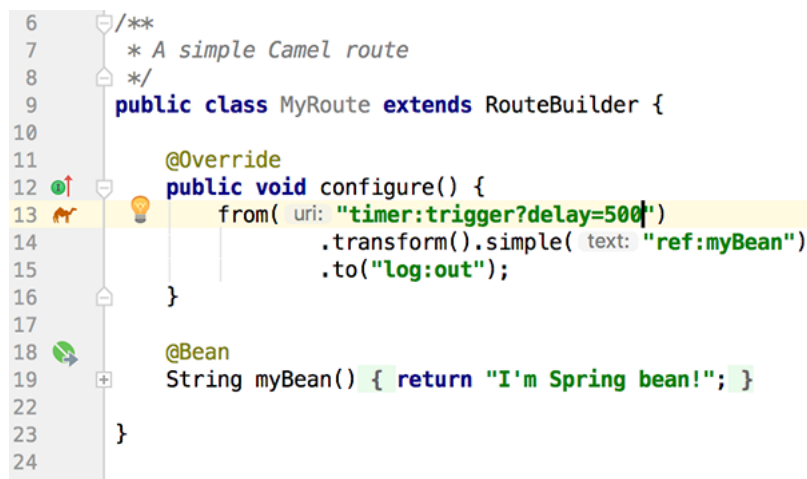 6 /**
7 * A simple Camel route
8 */
9 public class MyRoute extends RouteBuilder {
10
11 @Override
12 public void configure() {
13 from( uri: "timer:trigger?delay=500")
14 .transform().simple( text: "ref:myBean")
15 .to("log:out");
16 }
17
18 @Bean
19 String myBean() { return "I'm Spring bean!"; }
22
23 }
24